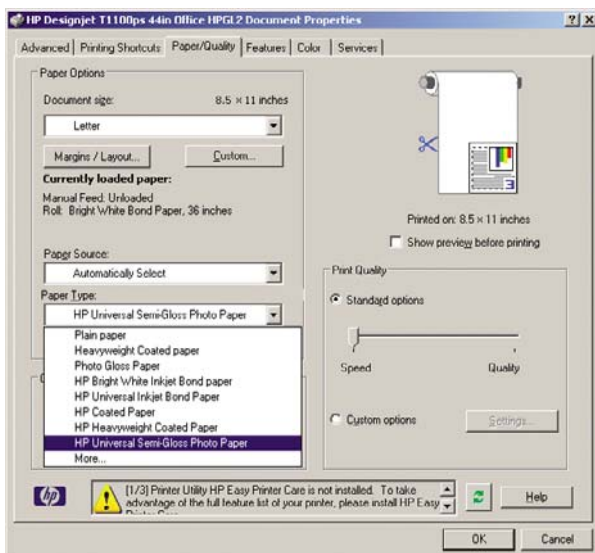 HP Designjet T1100ps 44in Office HPGL2 Document Properties
Advanced Printing Shortcuts Paper/Quality Features Color Services
Paper Options
Document size: 8.5 × 11 inches
Letter
Margins / Layout... Custom...
Currently loaded paper:
Manual Feed: Unloaded
Roll: Bright White Bond Paper, 36 inches
Paper Source:
Automatically Select
Paper Type:
HP Universal Semi-Gloss Photo Paper
Plain paper
Heavyweight Coated paper
Photo Gloss Paper
HP Bright White Inkjet Bond paper
HP Universal Inkjet Bond Paper
HP Coated Paper
HP Heavyweight Coated Paper
HP Universal Semi-Gloss Photo Paper
More...
3
Printed on: 8.5 × 11 inches
Show preview before printing
Print Quality
Standard options
Speed Quality
Custom options Settings...
hp
[1/3] Printer Utility HP Easy Printer Care is not installed. To take
advantage of the full feature list of your printer, please install HP Easy
Help
OK Cancel